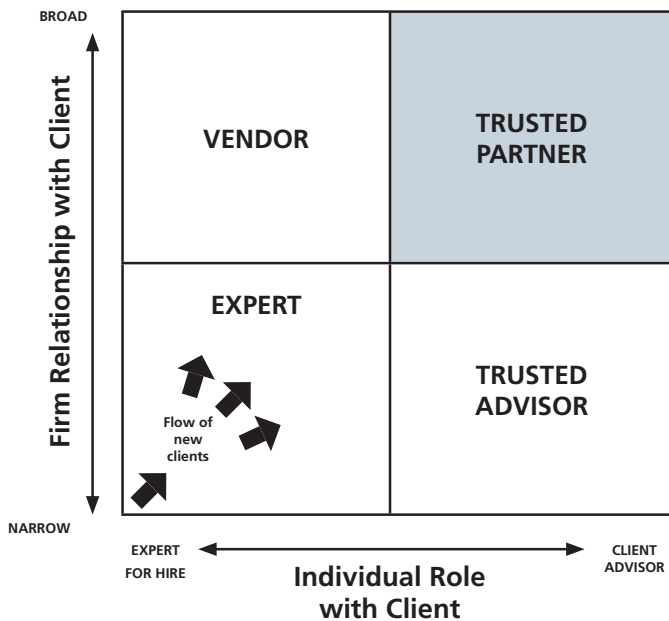 BROAD
Firm Relationship with Client
NARROW
VENDOR
TRUSTED
PARTNER
EXPERT
Flow of
new
clients
TRUSTED
ADVISOR
EXPERT
FOR HIRE
Individual Role
with Client
CLIENT
ADVISOR